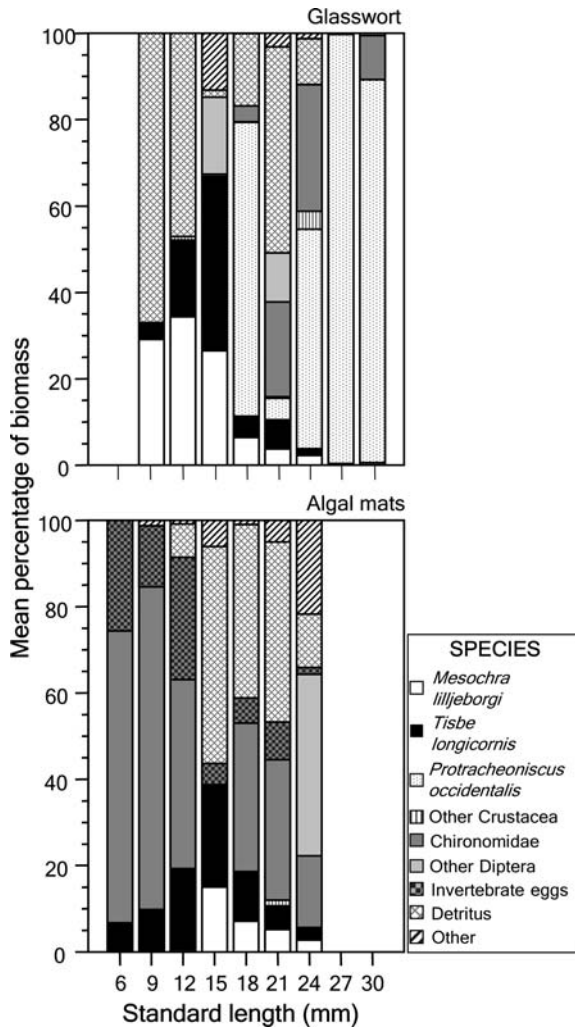 Glasswort
100
80
60
40
20
0
Algal mats
100
80
60
40
20
0
Mean percentatge of biomass
6 9 12 15 18 21 24 27 30
Standard length (mm)
SPECIES
Mesochra
lilljeborgi
Tisbe
longicornis
Protracheoniscus
occidentalis
Other Crustacea
Chironomidae
Other Diptera
Invertebrate eggs
Detritus
Other